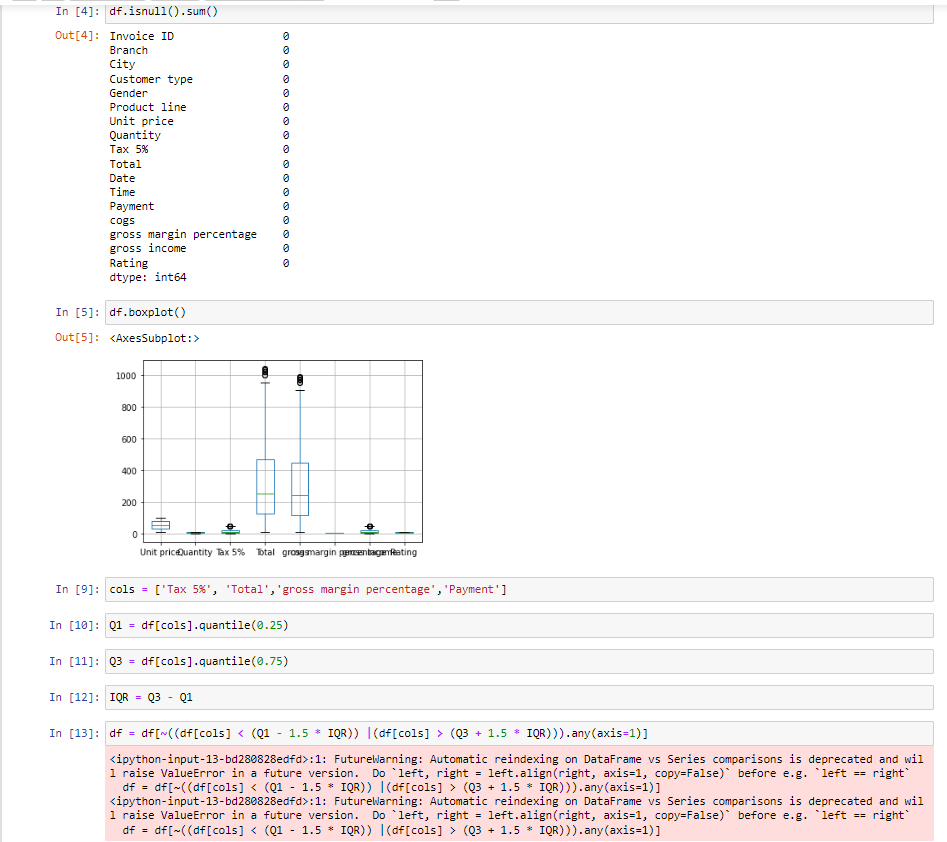 In [4]: df.isnull().sum()
Out[4]: Invoice ID 0
Branch 0
City 0
Customer type 0
Gender 0
Product line 0
Unit price 0
Quantity 0
Tax 5% 0
Total 0
Date 0
Time 0
Payment 0
cogs 0
gross margin percentage 0
gross income 0
Rating 0
dtype: int64
In [5]: df.boxplot()
Out[5]: <AxesSubplot:>
1000
800
600
400
200
0
Unit price Quantity Tax 5% Total margin Rating
In [9]: cols = ['Tax 5%', 'Total','gross margin percentage','Payment']
In [10]: Q1 = df[cols].quantile(0.25)
In [11]: Q3 = df[cols].quantile(0.75)
In [12]: IQR = Q3 - Q1
In [13]: df = df[~((df[cols] < (Q1 - 1.5 * IQR)) |(df[cols] > (Q3 + 1.5 * IQR))).any(axis=1)]
<ipython-input-13-bd280828edfd>:1: FutureWarning: Automatic reindexing on DataFrame vs Series comparisons is deprecated and wil
l raise ValueError in a future version.  Do `left, right = left.align(right, axis=1, copy=False)` before e.g. `left == right`
df = df[~((df[cols] < (Q1 - 1.5 * IQR)) |(df[cols] > (Q3 + 1.5 * IQR))).any(axis=1)]
<ipython-input-13-bd280828edfd>:1: FutureWarning: Automatic reindexing on DataFrame vs Series comparisons is deprecated and wil
l raise ValueError in a future version.  Do `left, right = left.align(right, axis=1, copy=False)` before e.g. `left == right`
df = df[~((df[cols] < (Q1 - 1.5 * IQR)) |(df[cols] > (Q3 + 1.5 * IQR))).any(axis=1)]